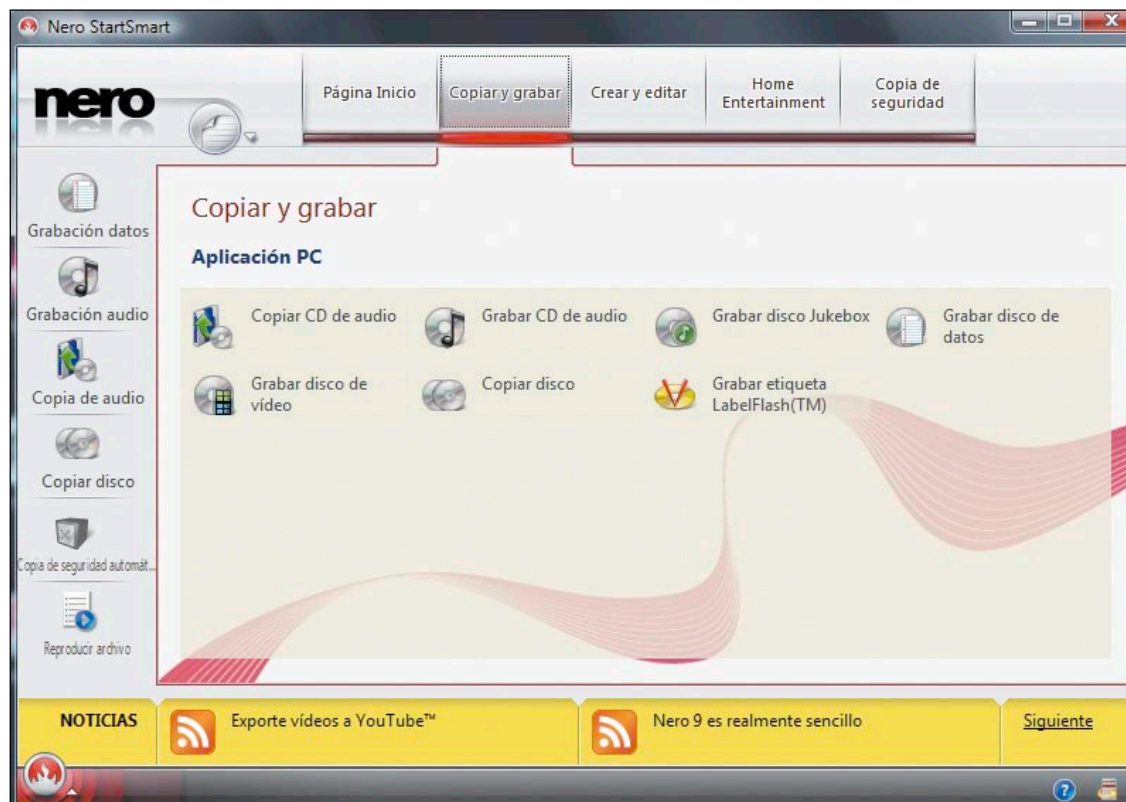 Nero StartSmart
nero
Página Inicio
Copiar y grabar
Crear y editar
Home
Entertainment
Copia de
seguridad
Grabación datos
Grabación audio
Copia de audio
Copiar disco
Copia de seguridad automát...
Reproducir archivo
Copiar y grabar
Aplicación PC
Copiar CD de audio
Grabar CD de audio
Grabar disco Jukebox
Grabar disco de
datos
Grabar disco de
vídeo
Copiar disco
Grabar etiqueta
LabelFlash(TM)
NOTICIAS
Exporte vídeos a YouTube™
Nero 9 es realmente sencillo
Siguiente